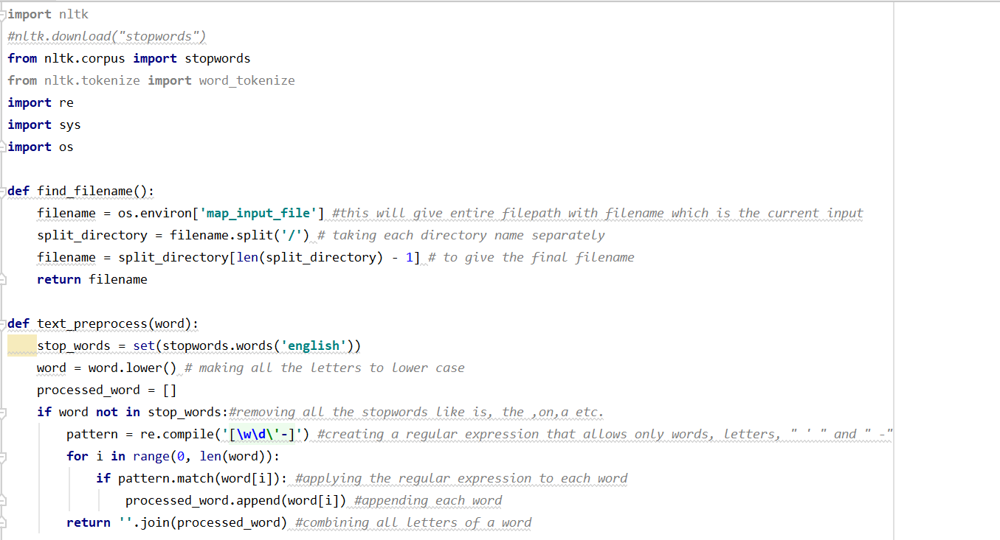 import nltk
#nltk.download("stopwords")
from nltk.corpus import stopwords
from nltk.tokenize import word_tokenize
import re
import sys
import os
def find_filename():
    filename = os.environ['map_input_file'] #this will give entire filepath with filename which is the current input
    split_directory = filename.split('/') # taking each directory name separately
    filename = split_directory[len(split_directory) - 1] # to give the final filename
    return filename
def text_preprocess(word):
    stop_words = set(stopwords.words('english'))
    word = word.lower() # making all the letters to lower case
    processed_word = []
    if word not in stop_words:#removing all the stopwords like is, the ,on,a etc.
        pattern = re.compile('[\w\d\'-]') #creating a regular expression that allows only words, letters, " ' " and " -"
        for i in range(0, len(word)):
            if pattern.match(word[i]): #applying the regular expression to each word
                processed_word.append(word[i]) #appending each word
        return ''.join(processed_word) #combining all letters of a word